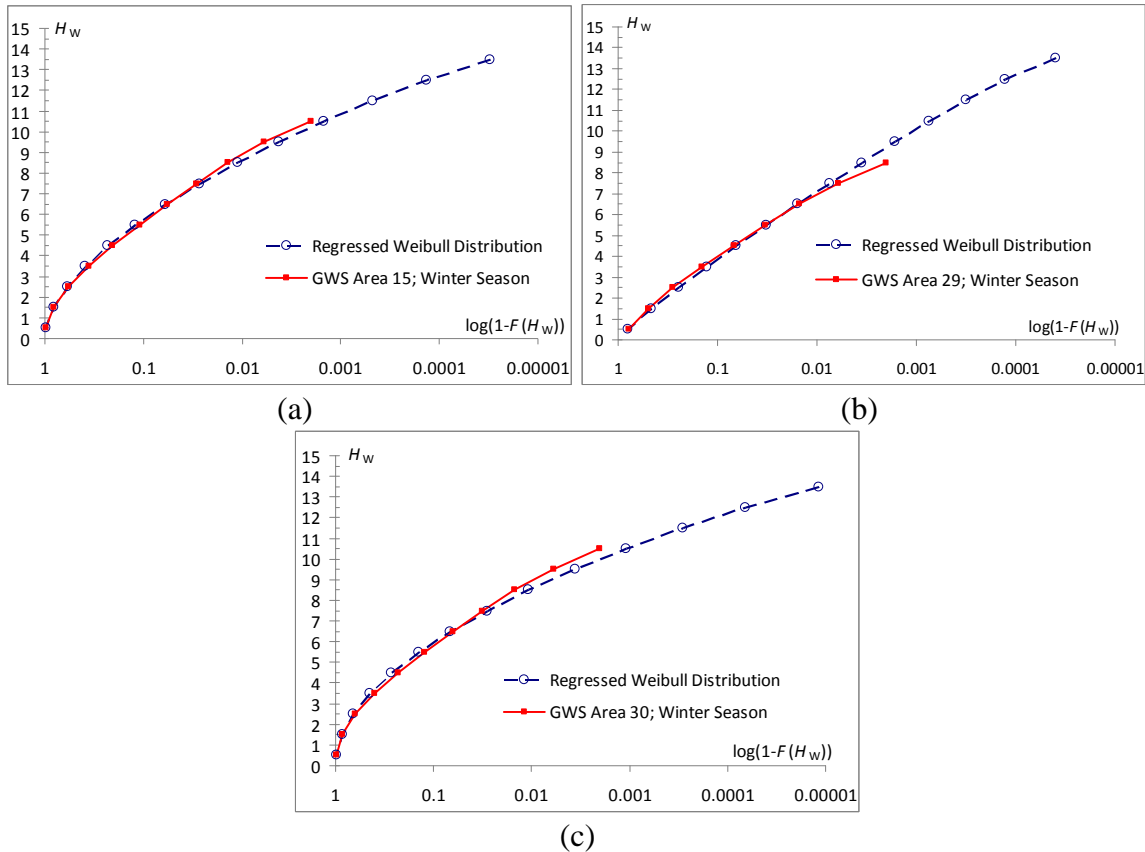 H W
15
14
13
12
11
10
9
8
7
6
5
4
3
2
1
0
Regressed Weibull Distribution
GWS Area 15; Winter Season
log(1-F(HW))
1 0.1 0.01 0.001 0.0001 0.00001
(a)
H W
15
14
13
12
11
10
9
8
7
6
5
4
3
2
1
0
Regressed Weibull Distribution
GWS Area 29; Winter Season
log(1-F(HW))
1 0.1 0.01 0.001 0.0001 0.00001
(b)
H W
15
14
13
12
11
10
9
8
7
6
5
4
3
2
1
0
Regressed Weibull Distribution
GWS Area 30; Winter Season
log(1-F(HW))
1 0.1 0.01 0.001 0.0001 0.00001
(c)